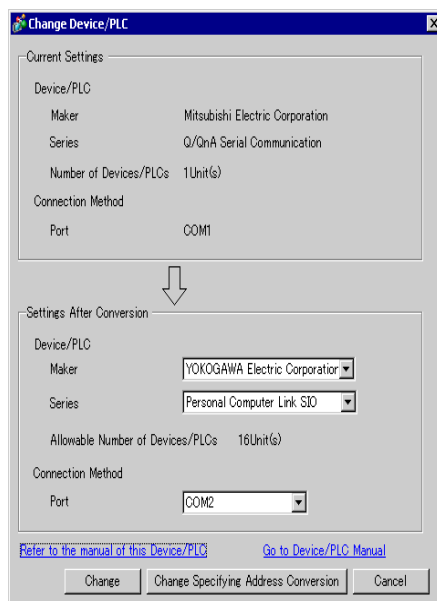 Change Device/PLC
Current Settings
Device/PLC
Maker Mitsubishi Electric Corporation
Series Q/QnA Serial Communication
Number of Devices/PLCs 1Unit(s)
Connection Method
Port COM1
Settings After Conversion
Device/PLC
Maker YOKOGAWA Electric Corporation
Series Personal Computer Link SIO
Allowable Number of Devices/PLCs 16Unit(s)
Connection Method
Port COM2
Refer to the manual of this Device/PLC Go to Device/PLC Manual
Change Change Specifying Address Conversion Cancel